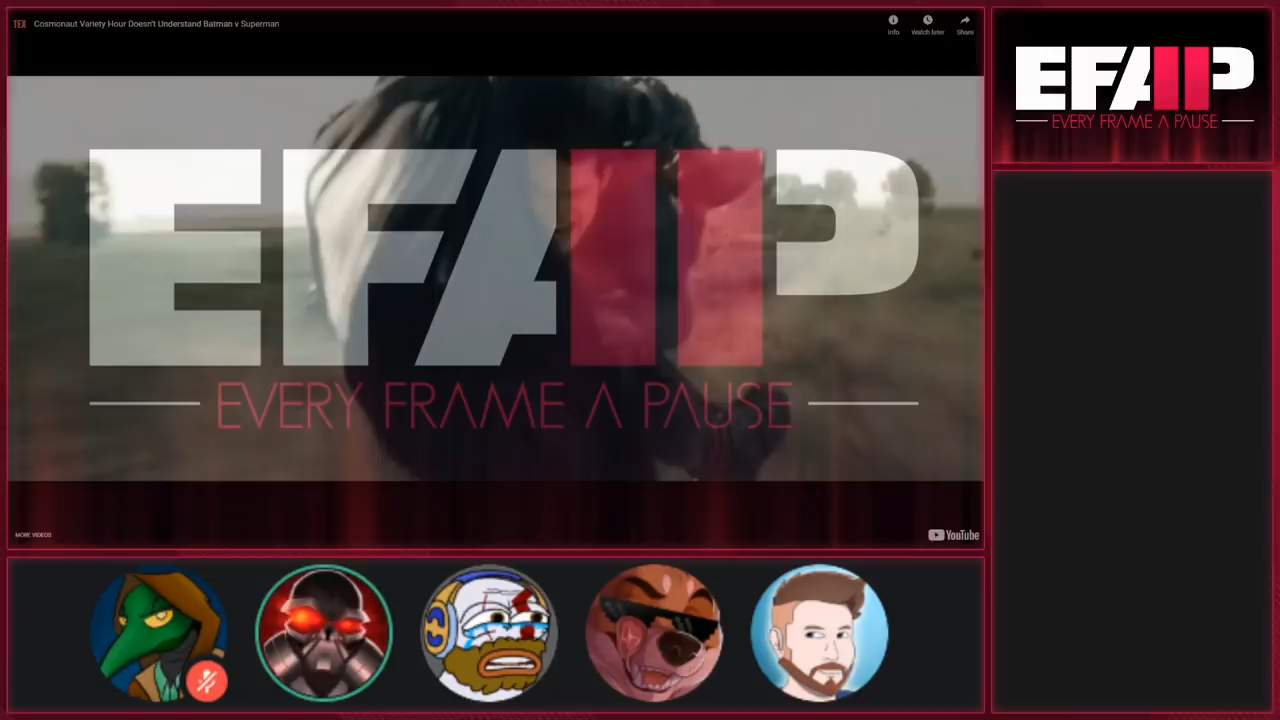 TEX Cosmonaut Variety Hour Doesn't Understand Batman v Superman
Info
Watch later
Share
EFAP
EVERY FRAME A PAUSE
MORE VIDEOS
YouTube
EFAP
EVERY FRAME A PAUSE